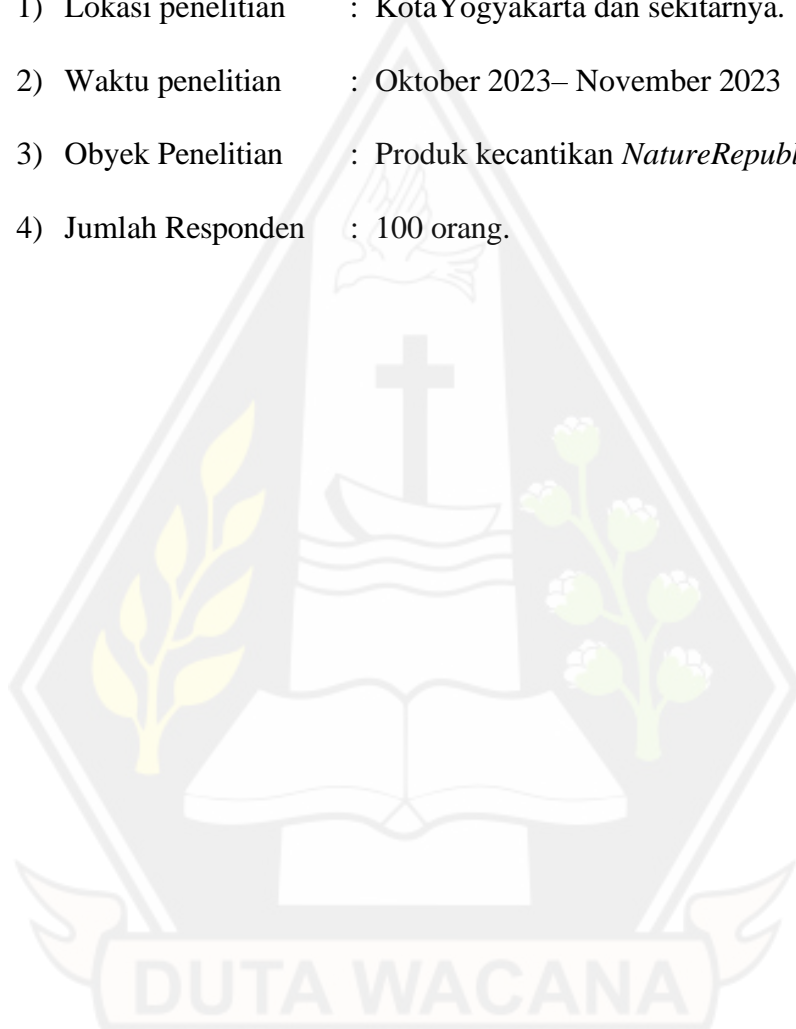 1) Lokasi penelitian : KotaYogyakarta dan sekitarnya.
2) Waktu penelitian : Oktober 2023– November 2023
3) Obyek Penelitian : Produk kecantikan
4) Jumlah Responden : 100 orang.
DUTA WACANA